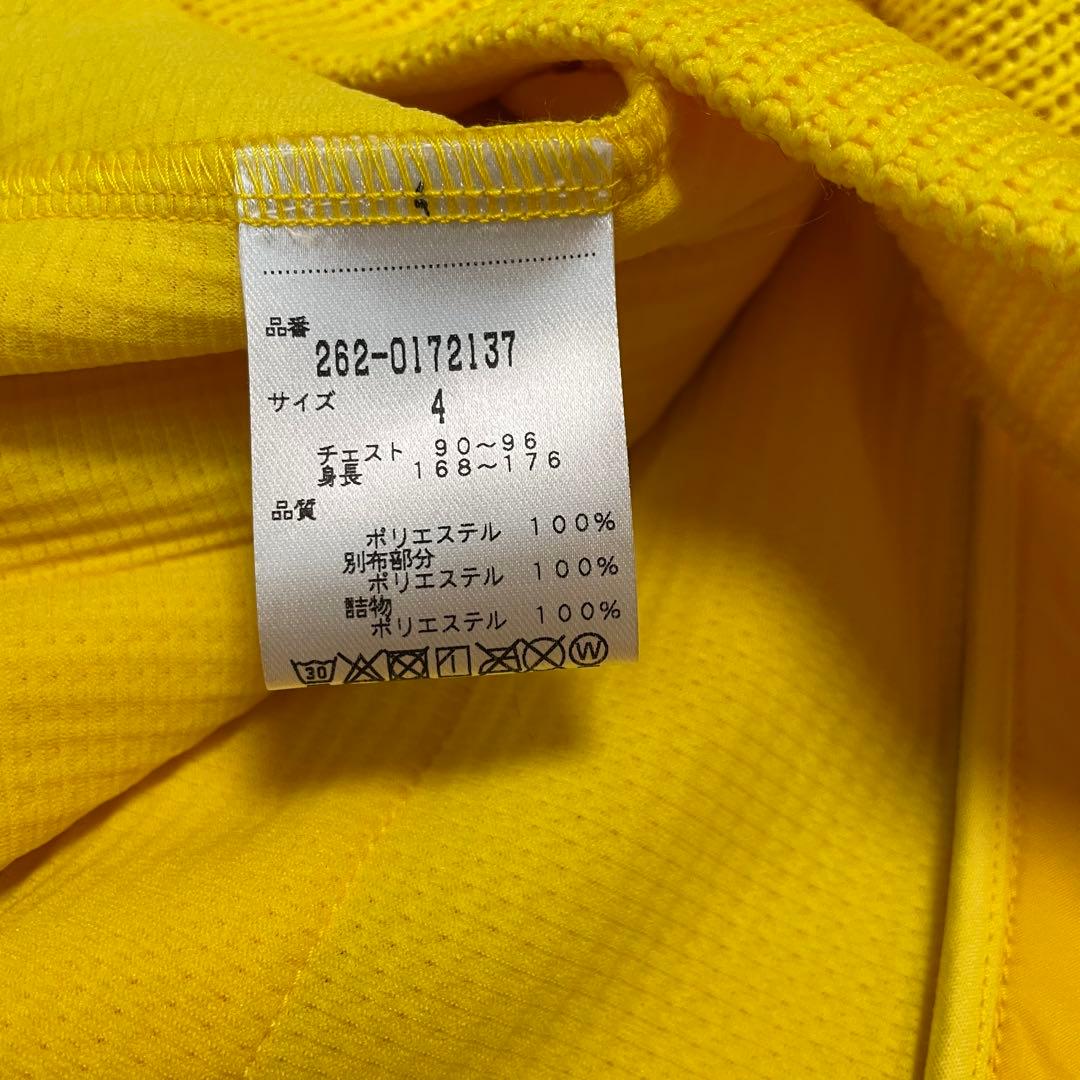 品番
262-0172137
サイズ 4
チェスト 90〜96
身長 168〜176
品質
ポリエステル 100%
別布部分
ポリエステル 100%
詰物
ポリエステル 100%
30 W